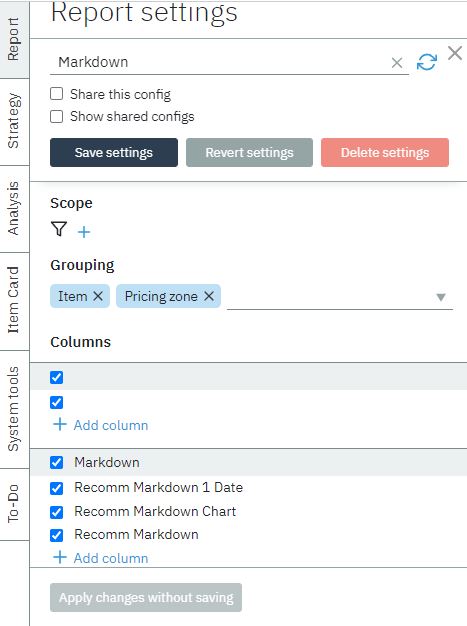 Report settings
Report
Strategy
Analysis
Item Card
System tools
To-Do
Markdown
Share this config
Show shared configs
Save settings
Revert settings
Delete settings
Scope
Grouping
Item
Pricing zone
Columns
Add column
Markdown
Recomm Markdown 1 Date
Recomm Markdown Chart
Recomm Markdown
Add column
Apply changes without saving